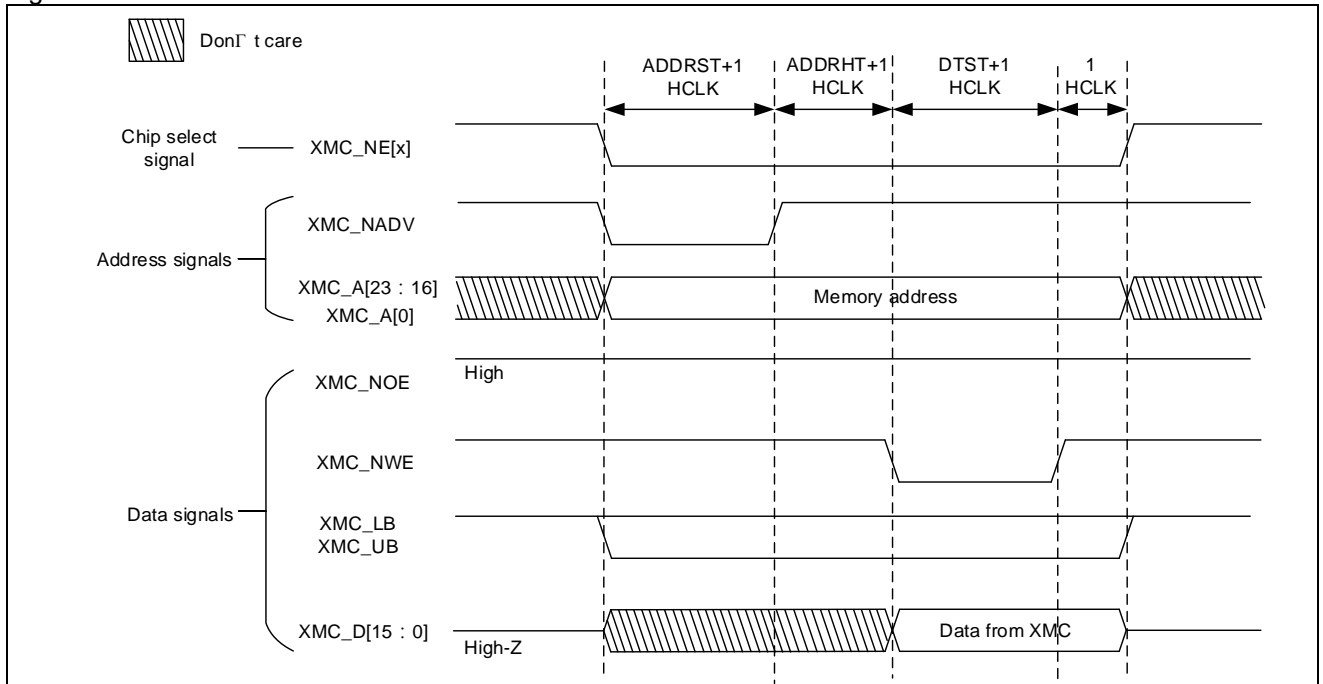 DonΓ t care
ADDRST+1 HCLK
ADDRHT+1 HCLK
DTST+1 HCLK
1 HCLK
Chip select signal
XMC_NE[x]
Address signals
XMC_NADV
XMC_A[23 : 16]
XMC_A[0]
Memory address
Data signals
XMC_NOE
High
XMC_NWE
XMC_LB
XMC_UB
XMC_D[15 : 0]
High-Z
Data from XMC